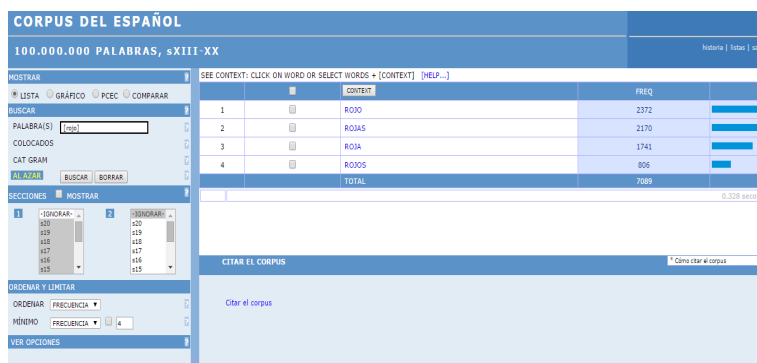 CORPUS DEL ESPAÑOL
100.000.000 PALABRAS, sXIII-XX
historia | listas |
MOSTRAR ?
LISTA GRÁFICO PCEC COMPARAR
BUSCAR ?
PALABRA(S) [rojo] ?
COLOCADOS ?
CAT GRAM ?
AL AZAR BUSCAR BORRAR ?
SECCIONES MOSTRAR ?
1 -IGNORAR- 2 -IGNORAR-
s20 s20
s19 s19
s18 s18
s17 s17
s16 s16
s15 s15
ORDENAR Y LIMITAR
ORDENAR FRECUENCIA ?
MÍNIMO FRECUENCIA 4 ?
VER OPCIONES ?
SEE CONTEXT: CLICK ON WORD OR SELECT WORDS + [CONTEXT] [HELP...]
CONTEXT FREQ
1 ROJO 2372
2 ROJAS 2170
3 ROJA 1741
4 ROJOS 806
TOTAL 7089
0.328
CITAR EL CORPUS * Cómo citar el corpus
Citar el corpus